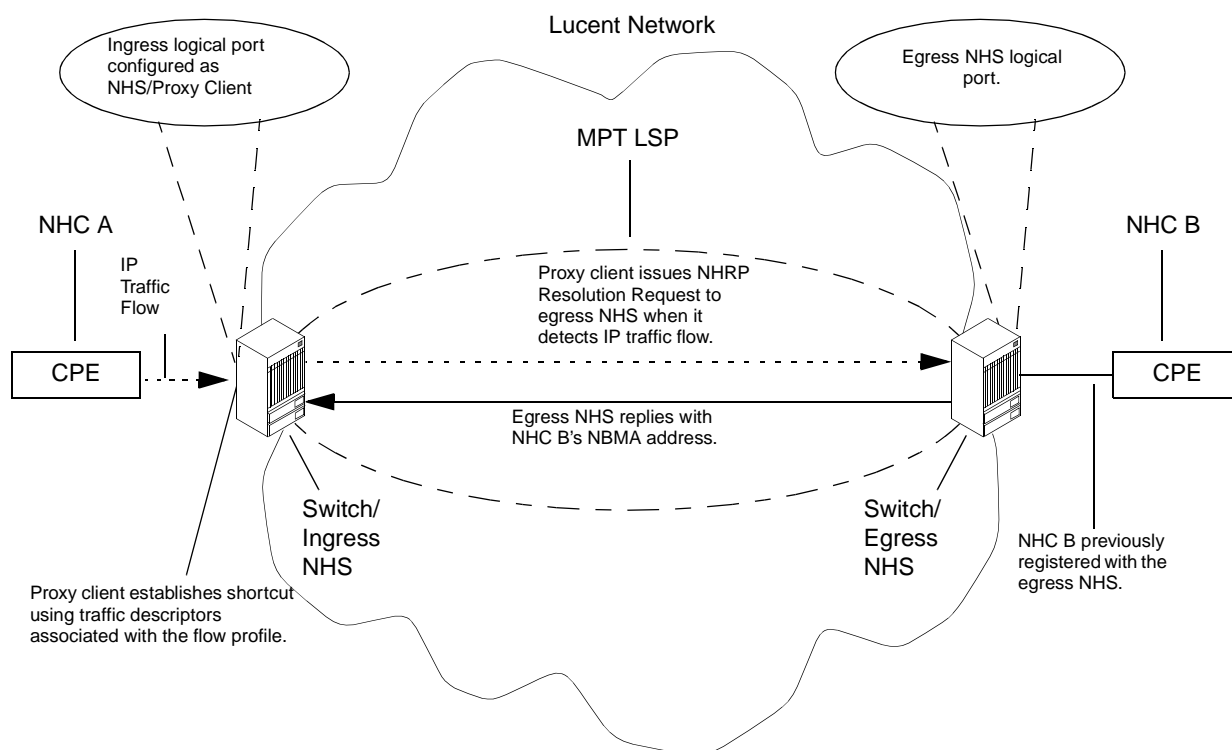 Lucent Network
Ingress logical port
configured as
NHS/Proxy Client
Egress NHS logical
port.
MPT LSP
NHC A
NHC B
IP
Traffic
Flow
Proxy client issues NHRP
Resolution Request to
egress NHS when it
detects IP traffic flow.
CPE
CPE
Egress NHS replies with
NHC B's NBMA address.
Switch/
Ingress
NHS
Switch/
Egress
NHS
NHC B previously
registered with the
egress NHS.
Proxy client establishes shortcut
using traffic descriptors
associated with the flow profile.